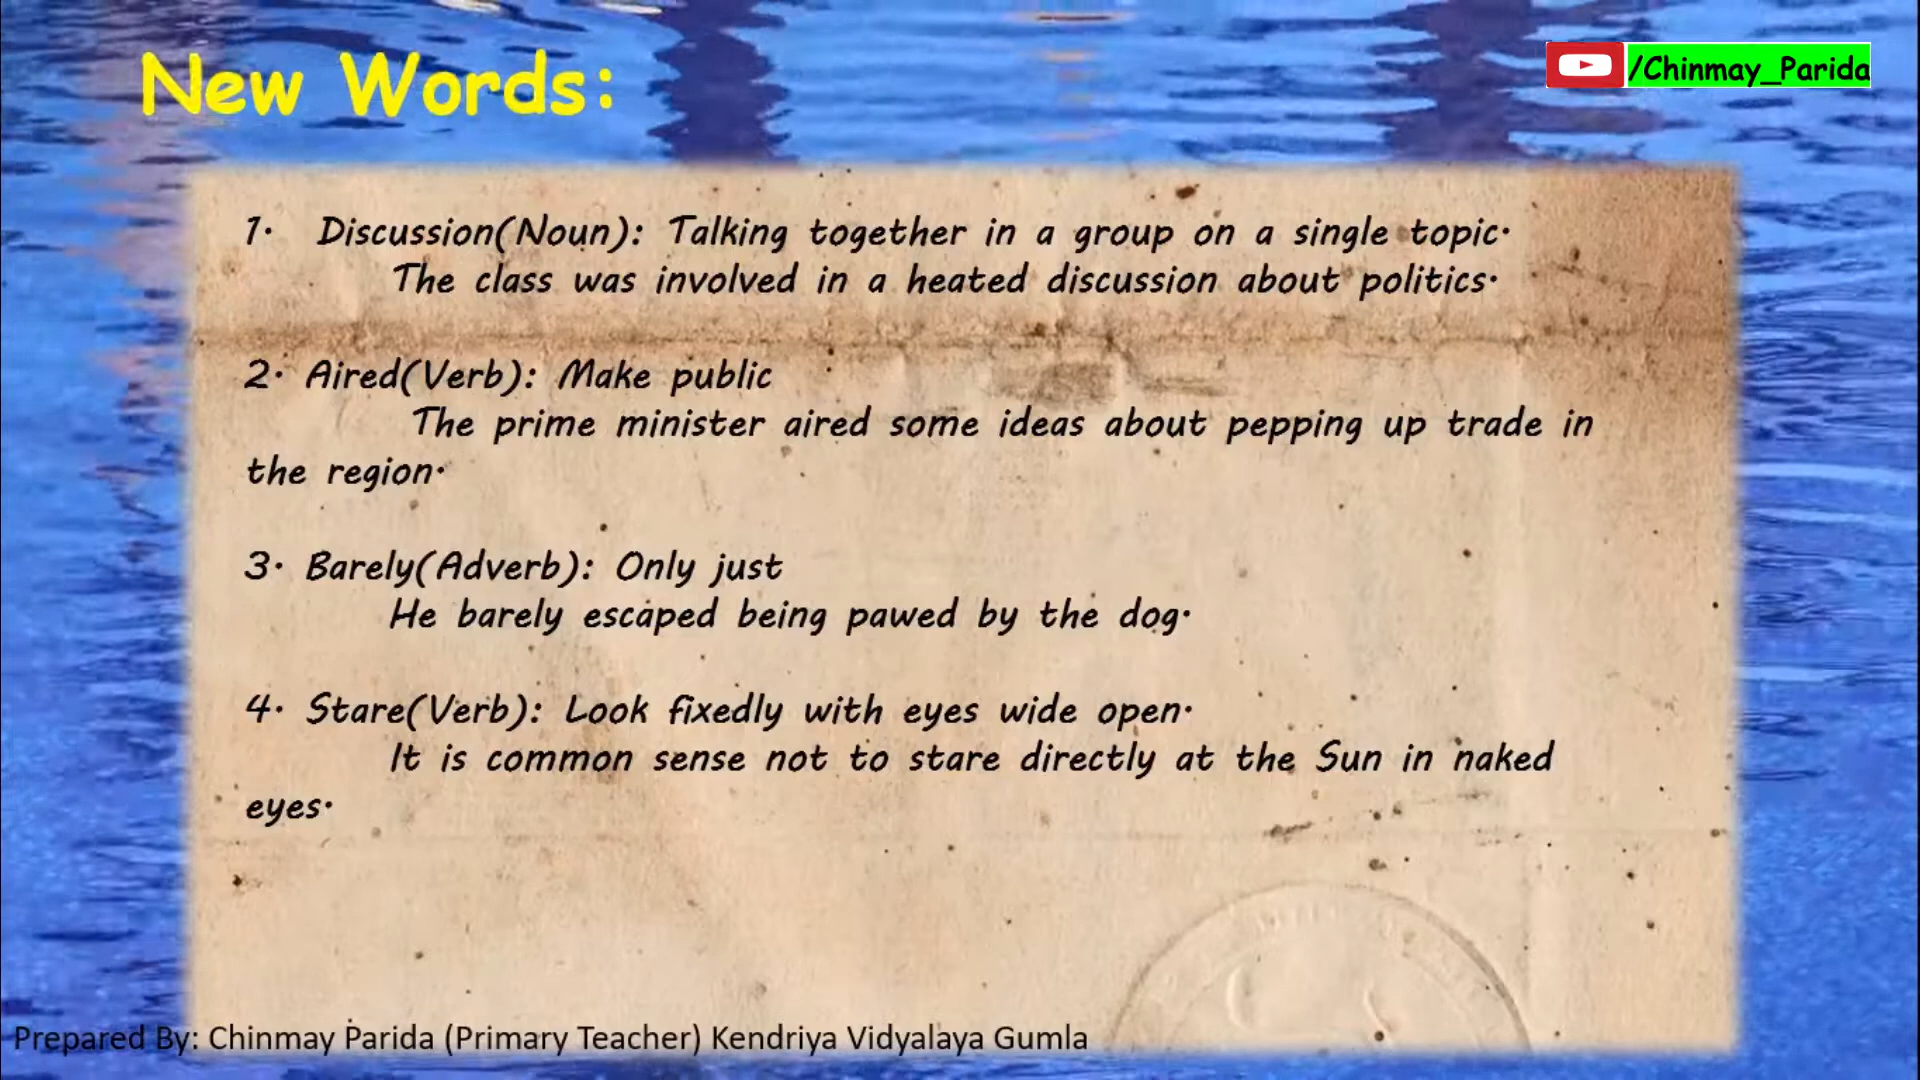 New Words:
/Chinmay_Parida
1. Discussion(Noun): Talking together in a group on a single topic.
The class was involved in a heated discussion about politics.
2. Aired(Verb): Make public
The prime minister aired some ideas about pepping up trade in
the region.
3. Barely(Adverb): Only just
He barely escaped being pawed by the dog.
4. Stare(Verb): Look fixedly with eyes wide open.
It is common sense not to stare directly at the Sun in naked
eyes.
Prepared By: Chinmay Parida (Primary Teacher) Kendriya Vidyalaya Gumla